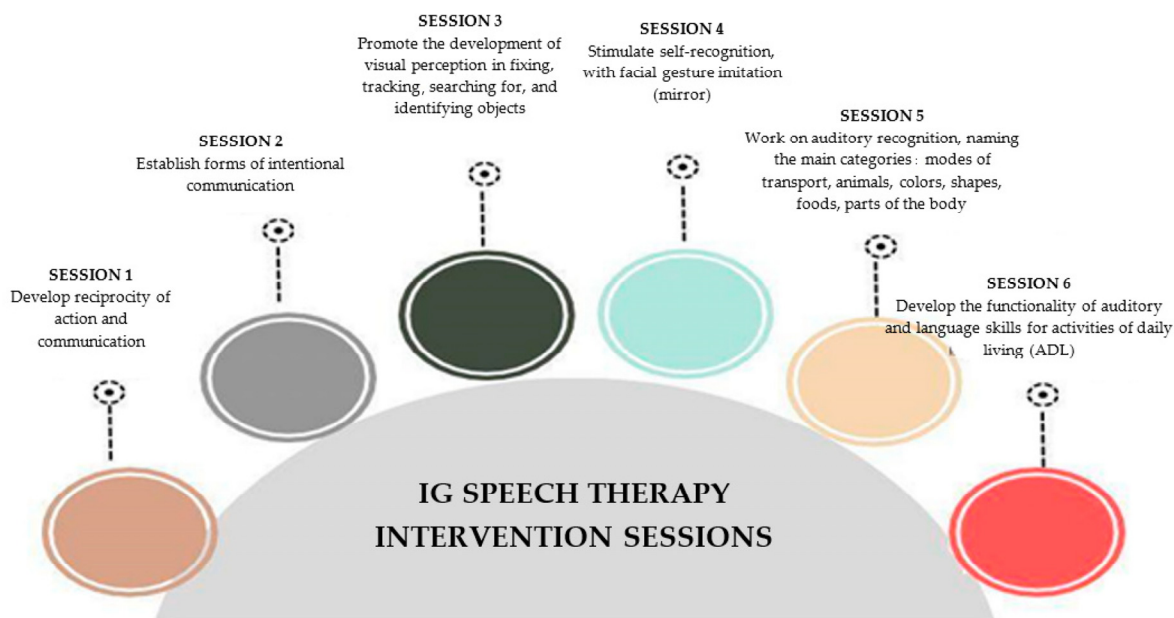 SESSION 1
Develop reciprocity of
action and
communication
SESSION 2
Establish forms of intentional
communication
SESSION 3
Promote the development of
visual perception in fixing,
tracking, searching for, and
identifying objects
SESSION 4
Stimulate self-recognition,
with facial gesture imitation
(mirror)
SESSION 5
Work on auditory recognition, naming
the main categories: modes of
transport, animals, colors, shapes,
foods, parts of the body
SESSION 6
Develop the functionality of auditory
and language skills for activities of daily
living (ADL)
IG SPEECH THERAPY
INTERVENTION SESSIONS